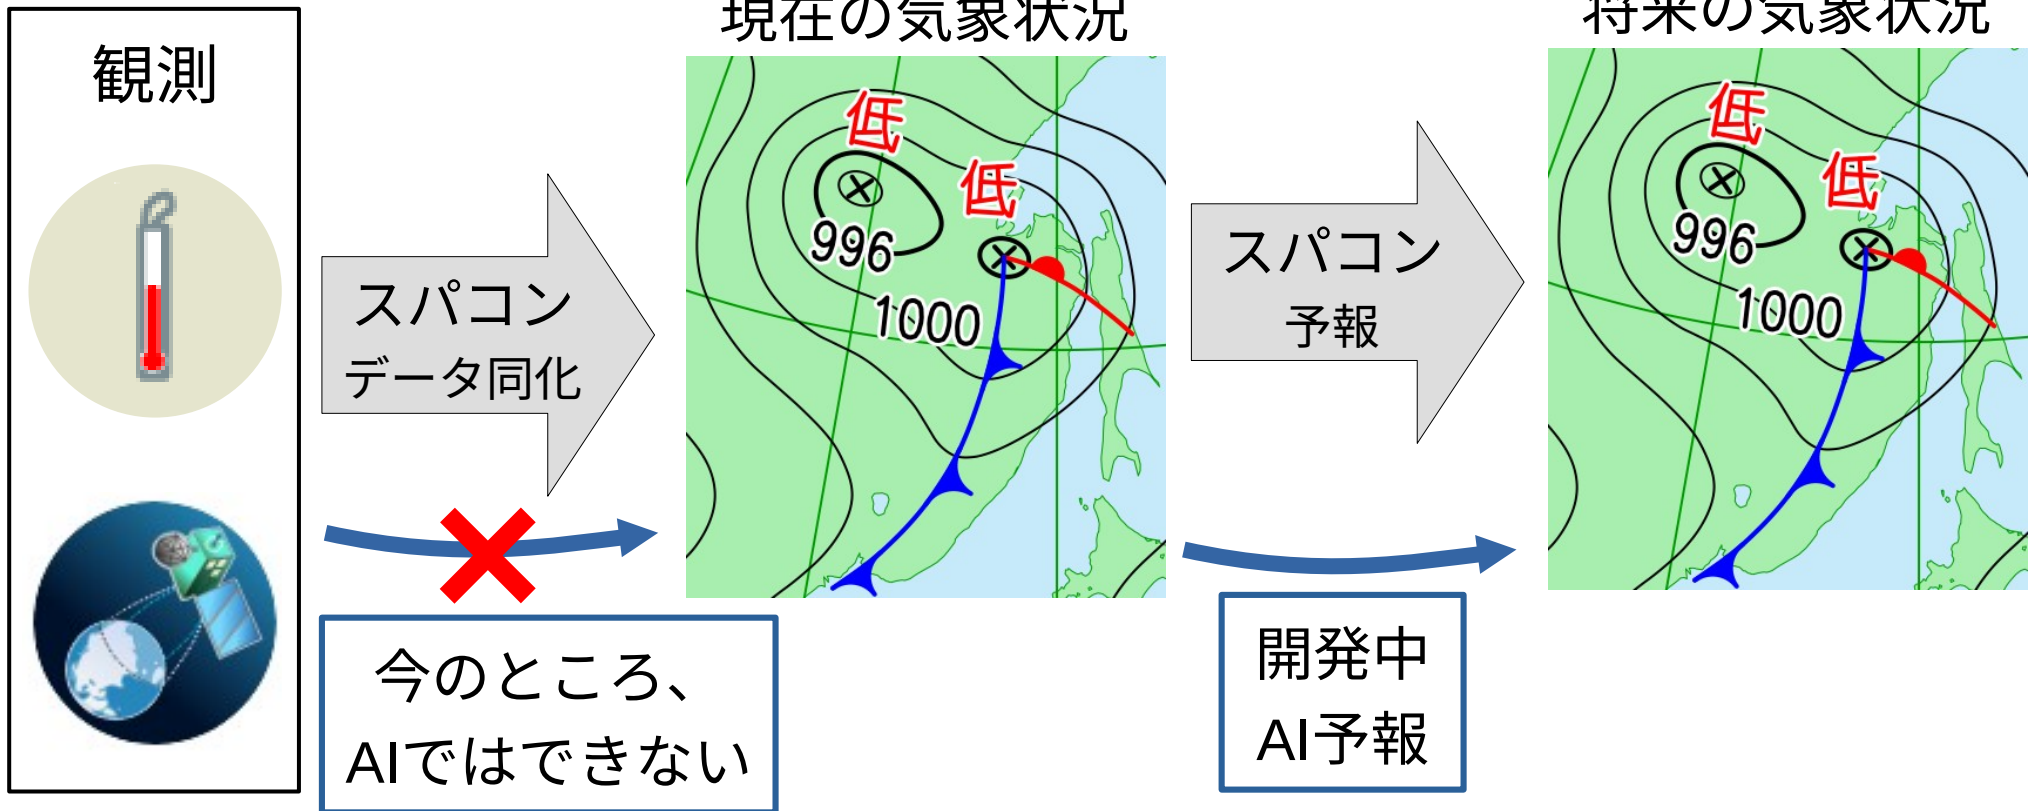 観測
スパコン
データ同化
今のところ、
AIではできない
現在の気象状況
低
低
996
1000
スパコン
予報
開発中
AI予報
将来の気象状況
低
低
996
1000